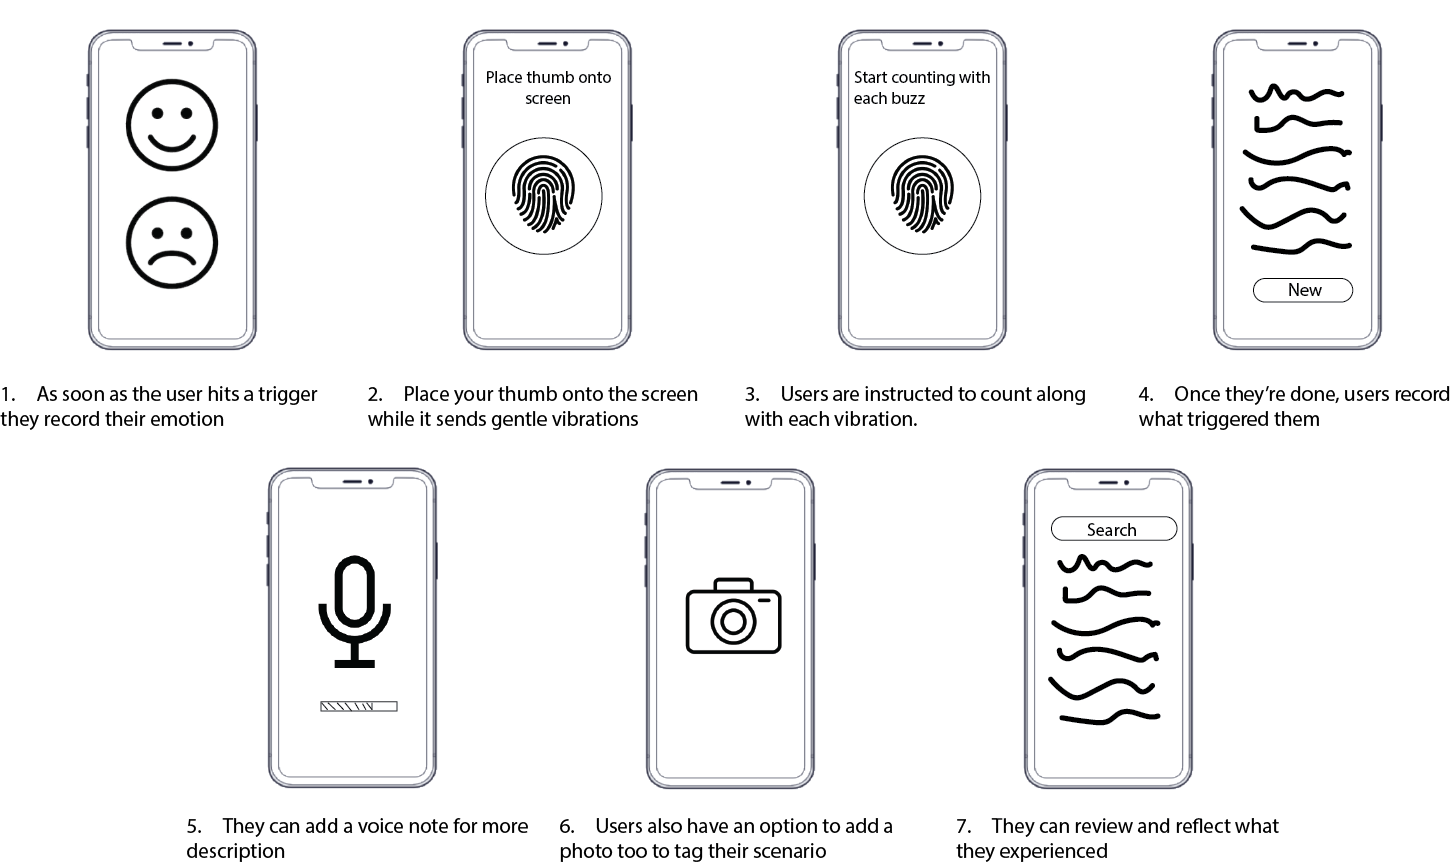 Place thumb onto
screen
Start counting with
each buzz
New
1. As soon as the user hits a trigger
they record their emotion
2. Place your thumb onto the screen
while it sends gentle vibrations
3. Users are instructed to count along
with each vibration.
4. Once they’re done, users record
what triggered them
Search
5. They can add a voice note for more
description
6. Users also have an option to add a
photo too to tag their scenario
7. They can review and reflect what
they experienced